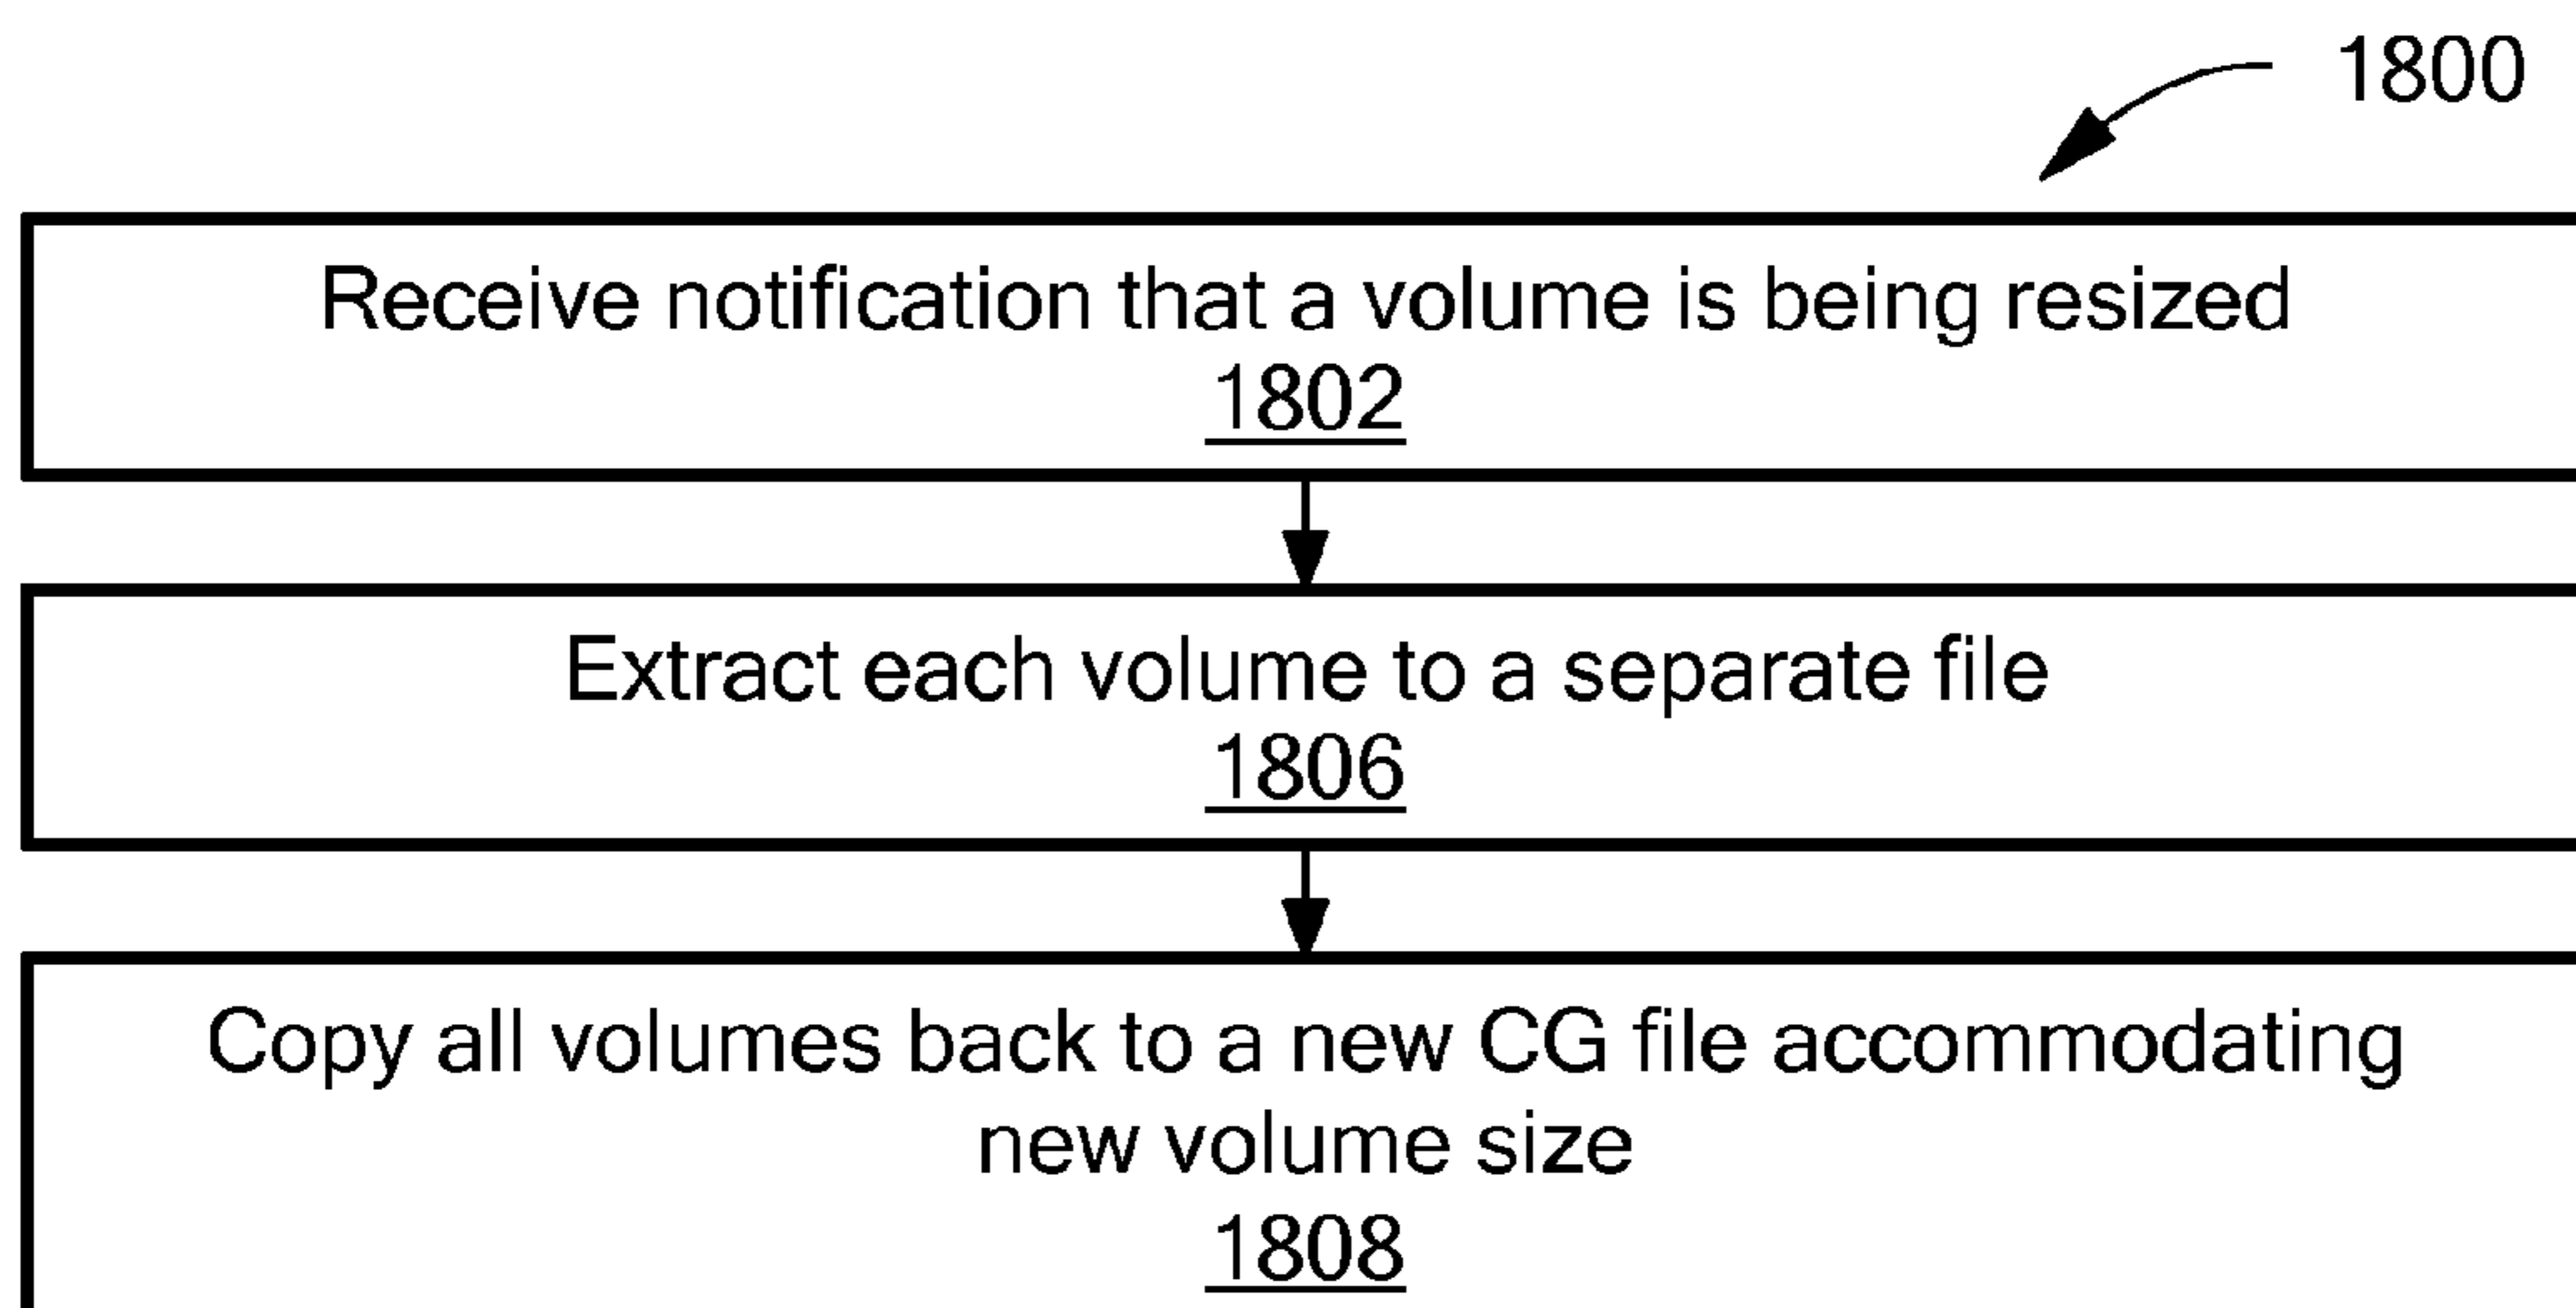 1800
Receive notification that a volume is being resized
1802
Extract each volume to a separate file
1806
Copy all volumes back to a new CG file accommodating
new volume size
1808